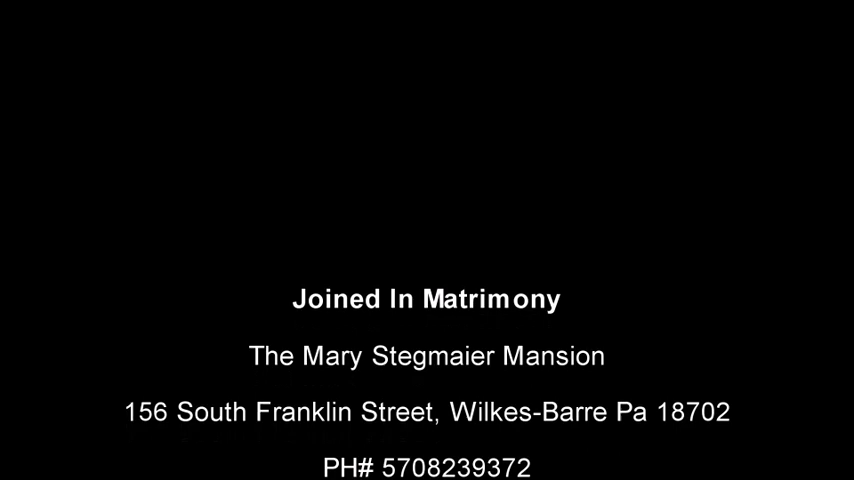 Joined In Matrimony
The Mary Stegmaier Mansion
156 South Franklin Street, Wilkes-Barre Pa 18702
PH# 5708239372